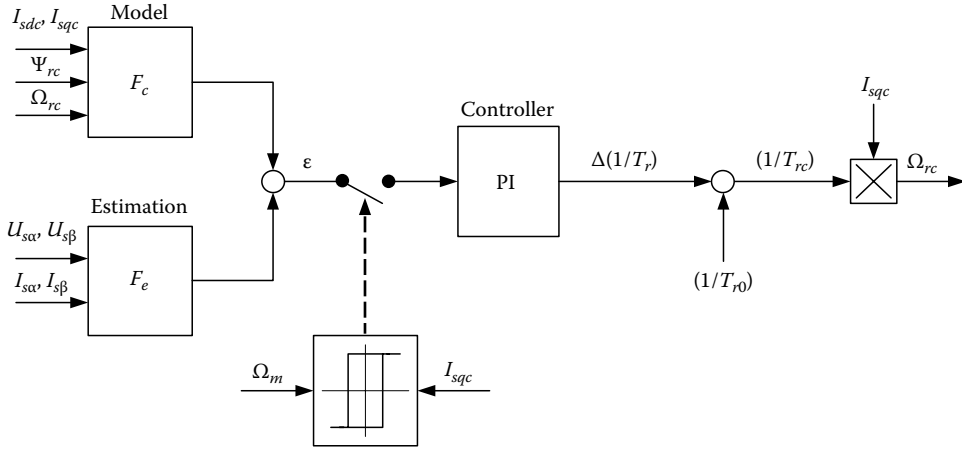 Model
I_sdc, I_sqc
Ψ_rc
Ω_rc
F_c
Controller
I_sqc
ε
PI
Δ(1/T_r)
(1/T_rc)
Ω_rc
Estimation
U_sα, U_sβ
I_sα, I_sβ
F_e
(1/T_r0)
Ω_m
I_sqc